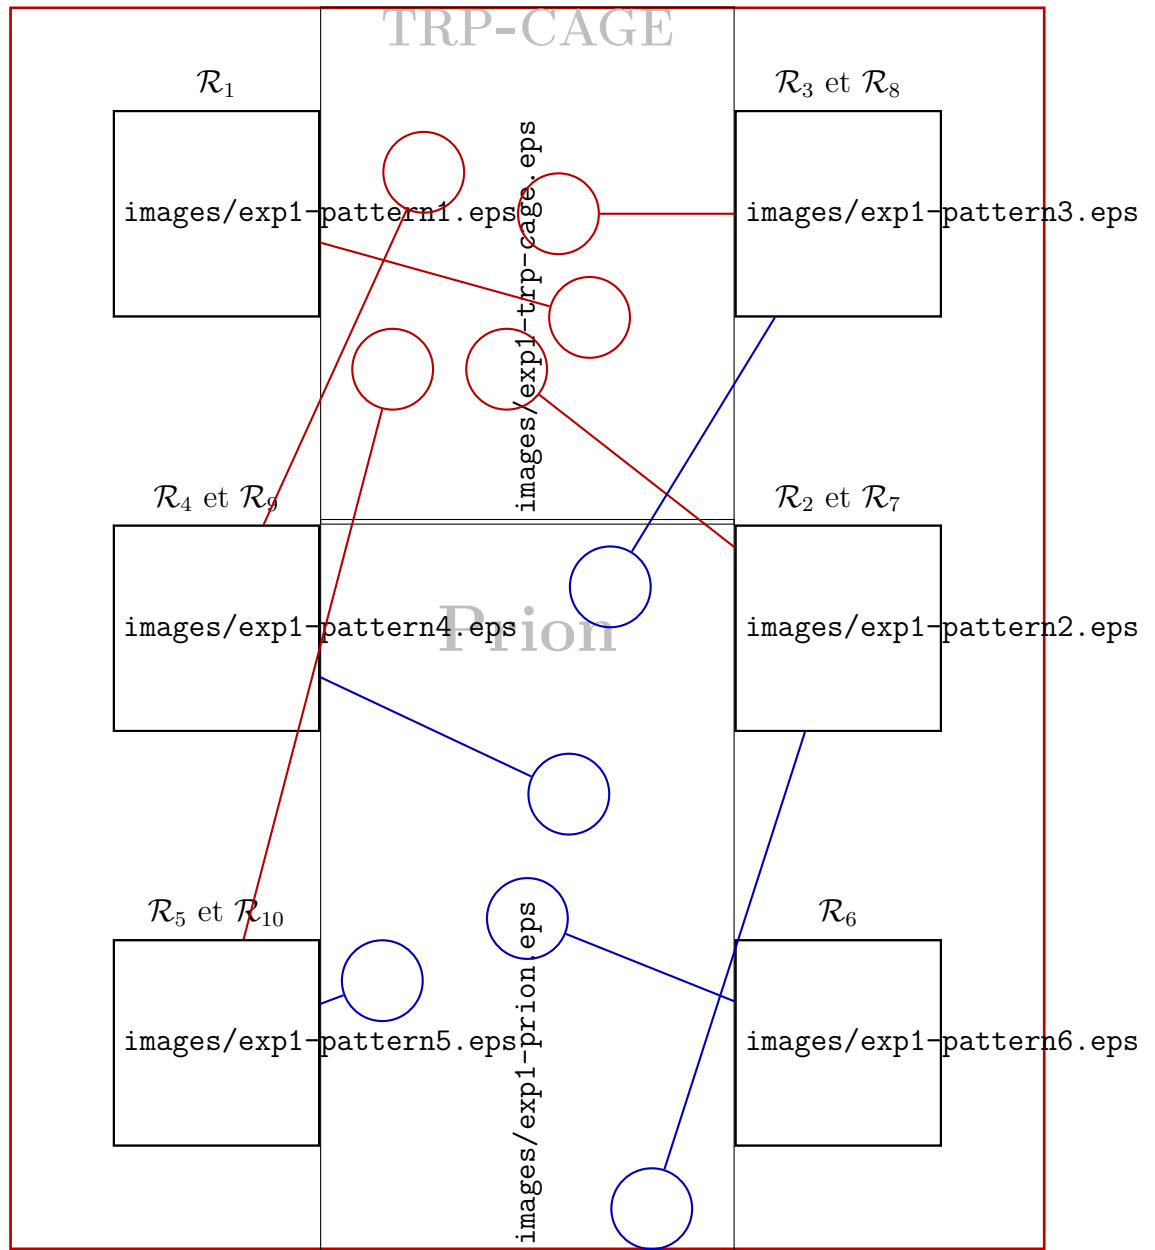 TRP-CAGE
R1
R3 et R8
images/exp1-pattern1.eps
images/exp1-trp-cage.eps
images/exp1-pattern3.eps
R4 et R9
R2 et R7
images/exp1-pattern4.eps
Prion
images/exp1-pattern2.eps
R5 et R10
R6
images/exp1-pattern5.eps
images/exp1-prion.eps
images/exp1-pattern6.eps